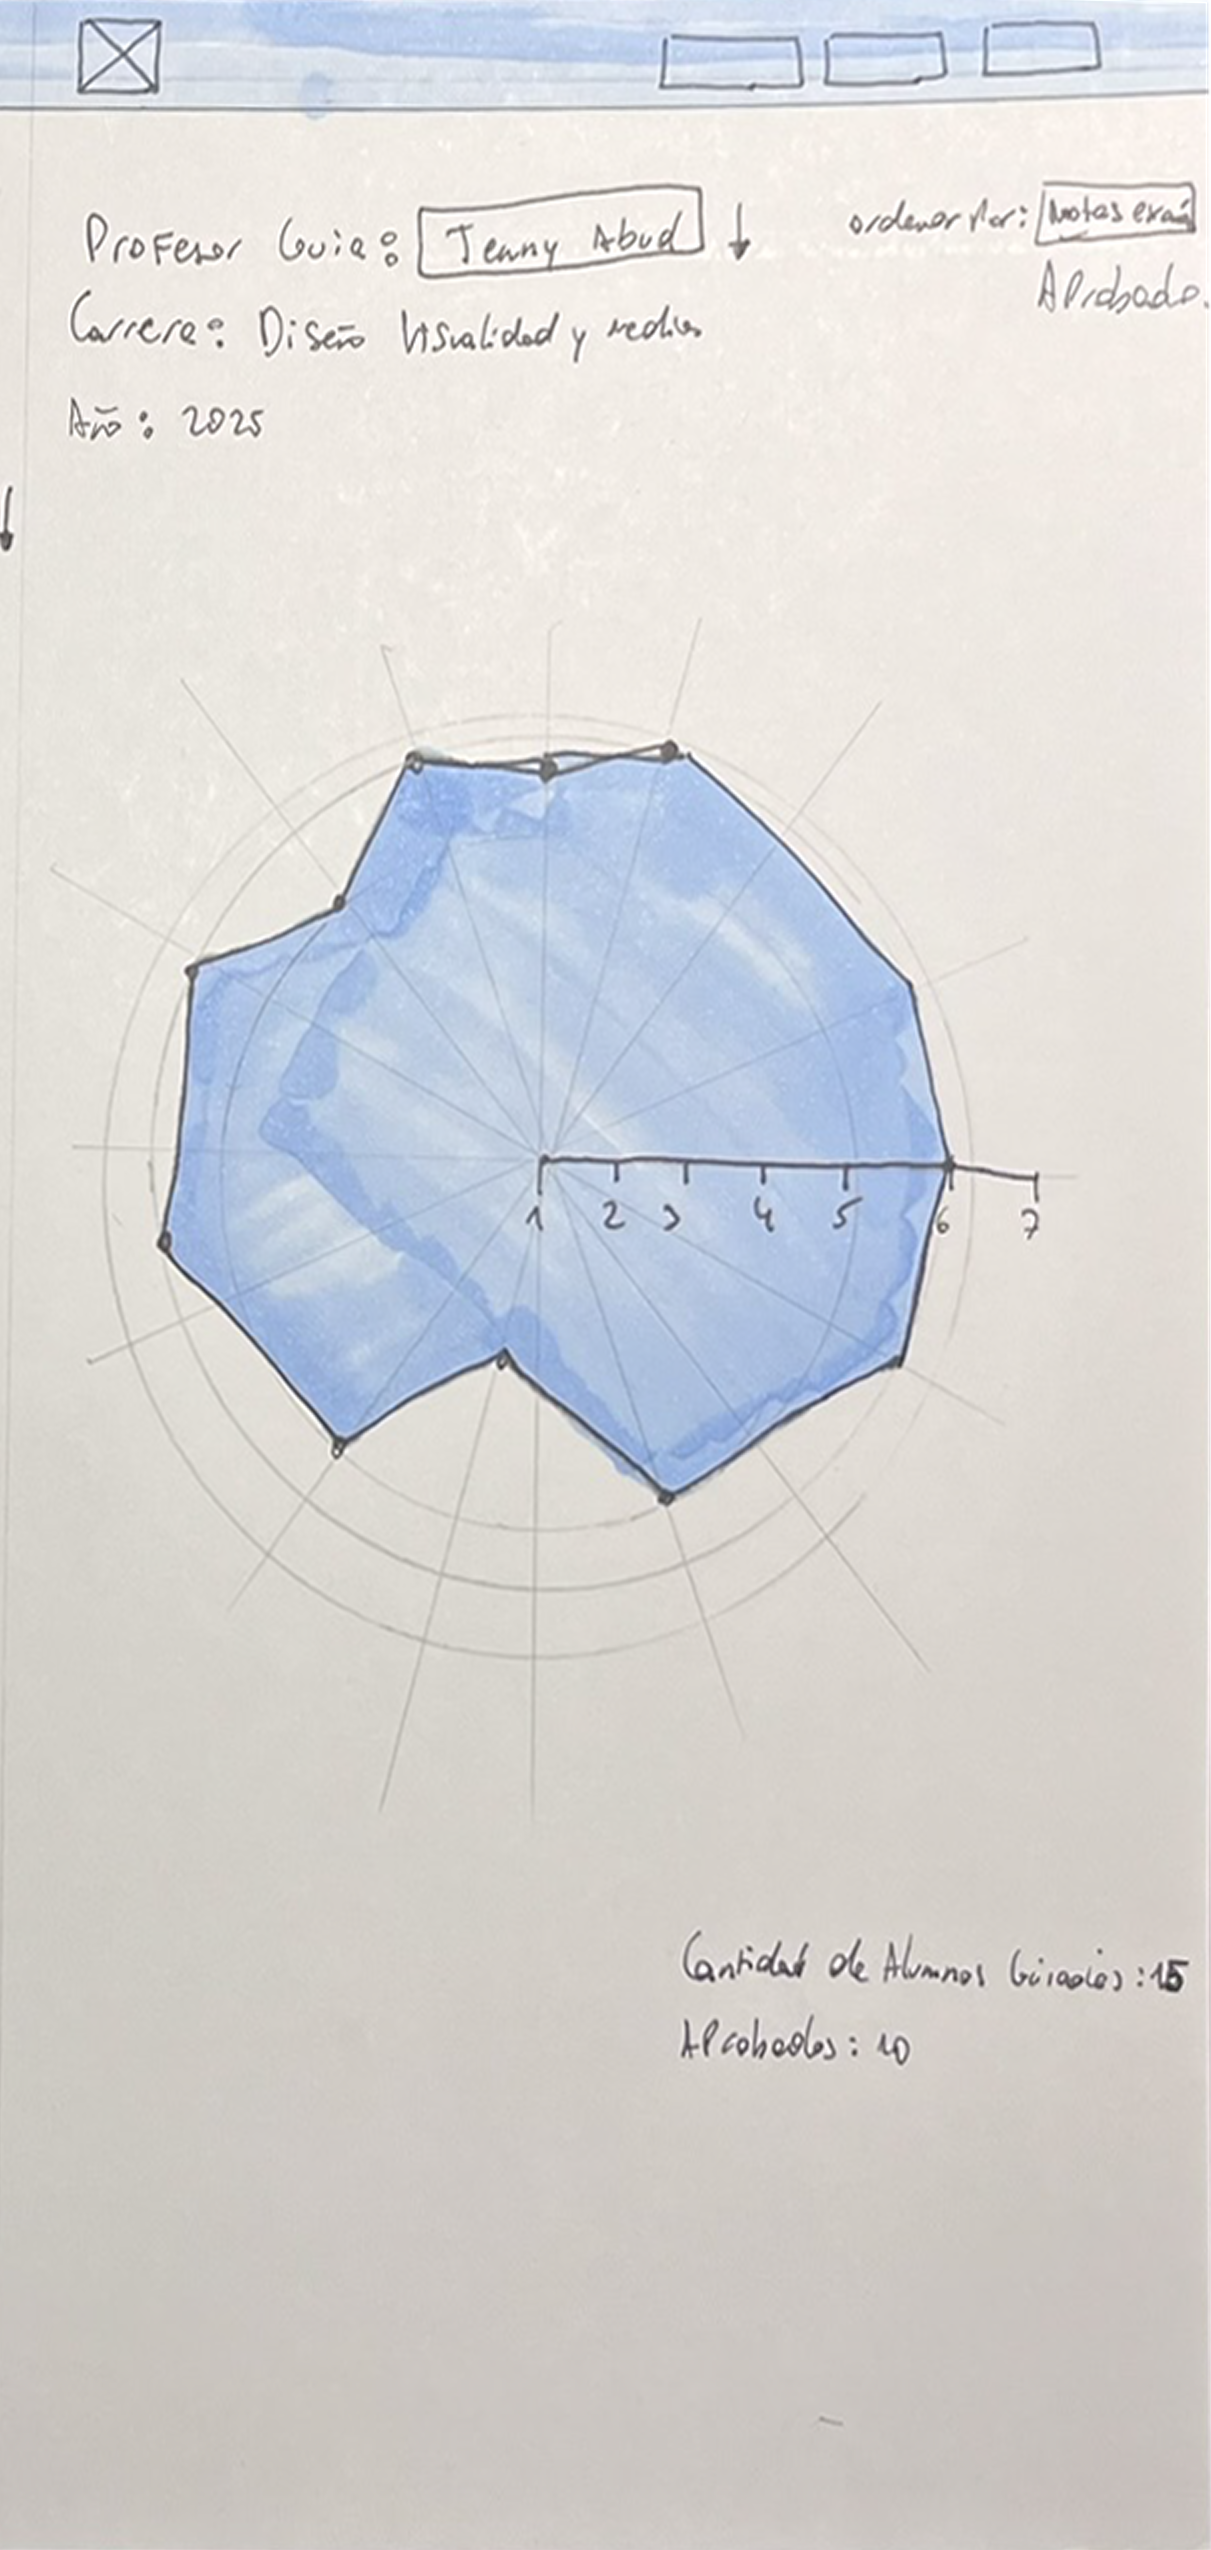 Profesor Guia: Jenny Abud
ordenar Por: Notas exam
Aprobado.
Carrera: Diseño Visualidad y medios
Año: 2025
1 2 3 4 5 6 7
Cantidad de Alumnos Guiados: 15
Aprobados: 10